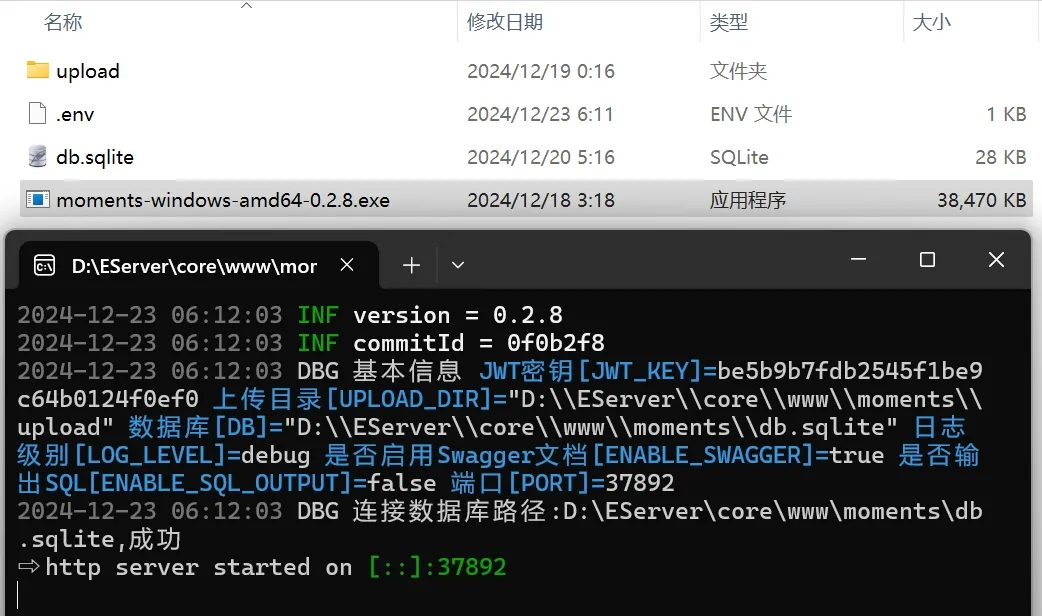 名称 修改日期 类型 大小
upload 2024/12/19 0:16 文件夹
.env 2024/12/23 6:11 ENV 文件 1 KB
db.sqlite 2024/12/20 5:16 SQLite 28 KB
moments-windows-amd64-0.2.8.exe 2024/12/18 3:18 应用程序 38,470 KB
D:\EServer\core\www\mor
2024-12-23 06:12:03 INF version = 0.2.8
2024-12-23 06:12:03 INF commitId = 0f0b2f8
2024-12-23 06:12:03 DBG 基本信息 JWT密钥[JWT_KEY]=be5b9b7fdb2545f1be9
c64b0124f0ef0 上传目录[UPLOAD_DIR]="D:\\EServer\\core\\www\\moments\\
upload" 数据库[DB]="D:\\EServer\\core\\www\\moments\\db.sqlite" 日志
级别[LOG_LEVEL]=debug 是否启用Swagger文档[ENABLE_SWAGGER]=true 是否输
出SQL[ENABLE_SQL_OUTPUT]=false 端口[PORT]=37892
2024-12-23 06:12:03 DBG 连接数据库路径:D:\EServer\core\www\moments\db
.sqlite,成功
⇨http server started on [::]:37892